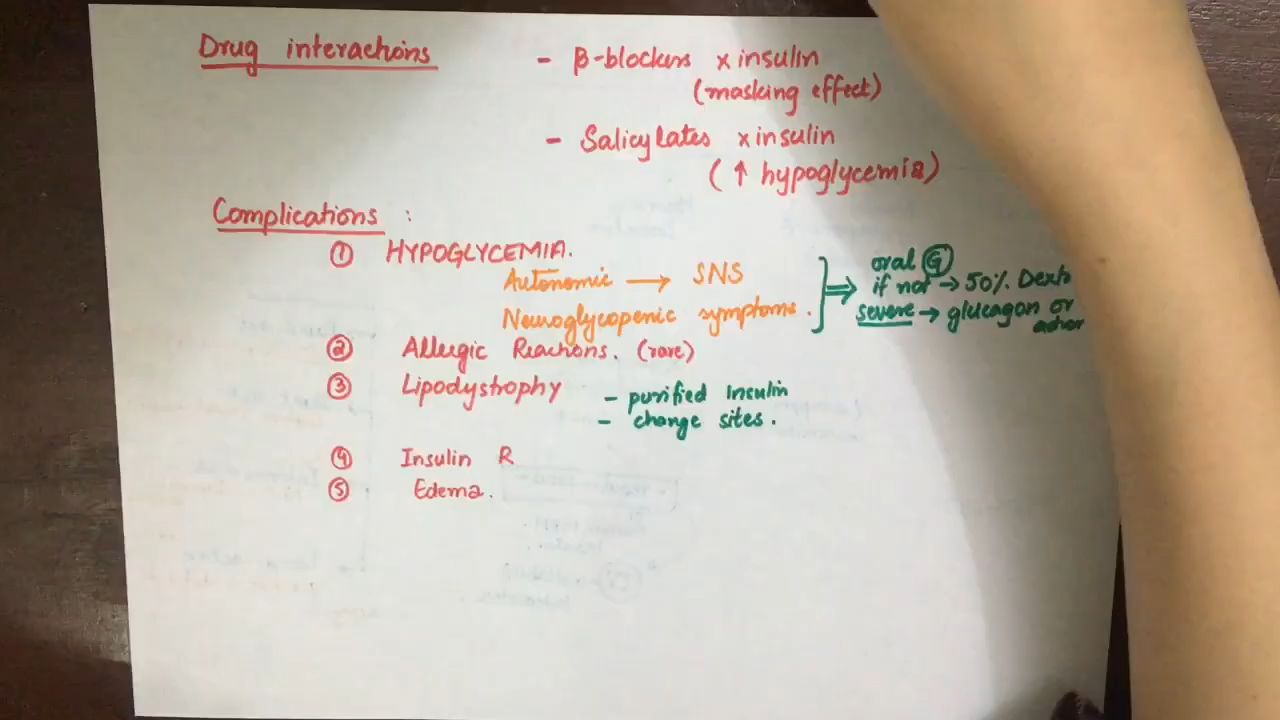 Drug interactions
- β-blockers x insulin
(masking effect)
- Salicylates x insulin
(↑ hypoglycemia)
Complications :
① HYPOGLYCEMIA.
Autonomic → SNS
Neuroglycopenic symptoms.
oral G
if not → 50% Dext
severe → glucagon or
② Allergic Reactions. (rare)
③ Lipodystrophy
- purified Insulin
- change sites.
④ Insulin R
⑤ Edema.